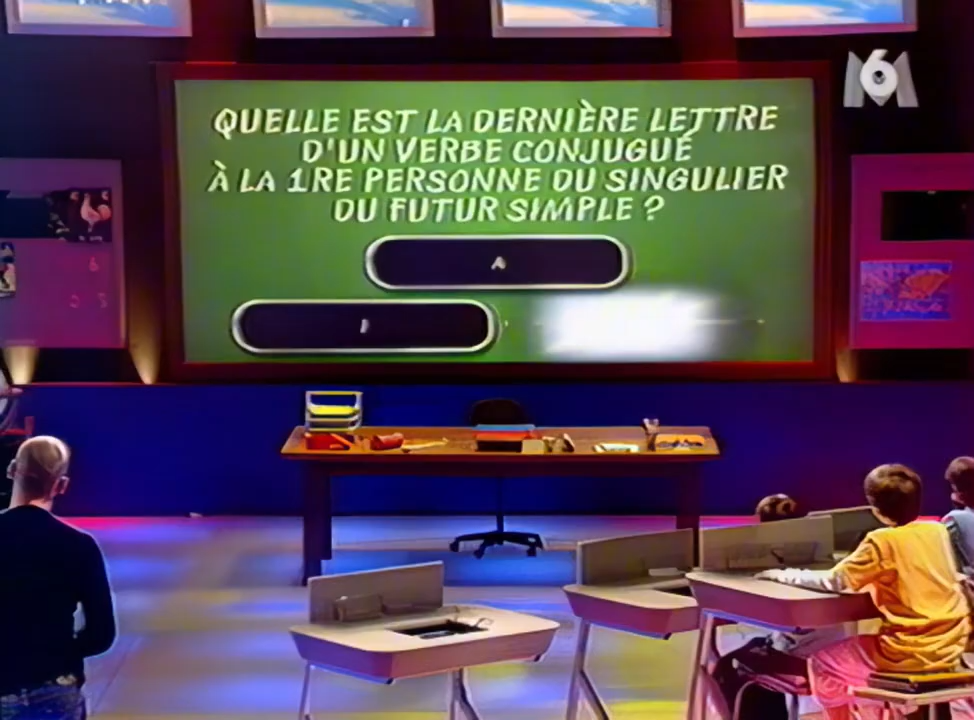 M6
QUELLE EST LA DERNIÈRE LETTRE
D'UN VERBE CONJUGUÉ
À LA 1RE PERSONNE DU SINGULIER
DU FUTUR SIMPLE ?
A